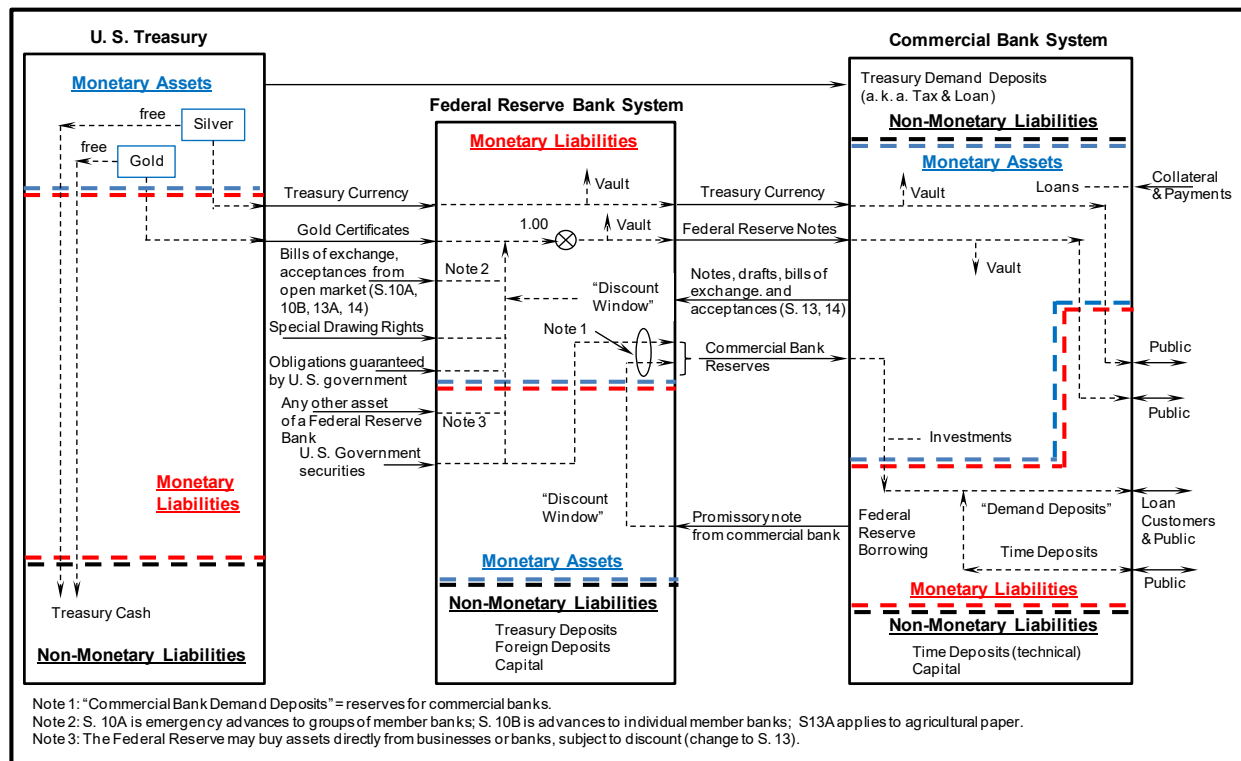 U. S. Treasury
Monetary Assets
free
Silver
free
Gold
Monetary
Liabilities
Treasury Cash
Non-Monetary Liabilities
Treasury Currency
Gold Certificates
Bills of exchange,
acceptances from
open market (S.10A,
10B, 13A, 14)
Special Drawing Rights
Obligations guaranteed
by U. S. government
Any other asset
of a Federal Reserve
Bank
U. S. Government
securities
Federal Reserve Bank System
Monetary Liabilities
Vault
1.00
Vault
Note 2
"Discount
Window"
Note 1
Note 3
"Discount
Window"
Monetary Assets
Non-Monetary Liabilities
Treasury Deposits
Foreign Deposits
Capital
Treasury Currency
Federal Reserve Notes
Notes, drafts, bills of
exchange. and
acceptances (S. 13, 14)
Commercial Bank
Reserves
Promissory note
from commercial bank
Commercial Bank System
Treasury Demand Deposits
(a. k. a. Tax & Loan)
Non-Monetary Liabilities
Monetary Assets
Vault
Loans
Collateral
& Payments
Vault
Public
Public
Investments
"Demand Deposits"
Federal
Reserve
Borrowing
Loan
Customers
& Public
Time Deposits
Public
Monetary Liabilities
Non-Monetary Liabilities
Time Deposits (technical)
Capital
Note 1: "Commercial Bank Demand Deposits" = reserves for commercial banks.
Note 2: S. 10A is emergency advances to groups of member banks; S. 10B is advances to individual member banks; S13A applies to agricultural paper.
Note 3: The Federal Reserve may buy assets directly from businesses or banks, subject to discount (change to S. 13).